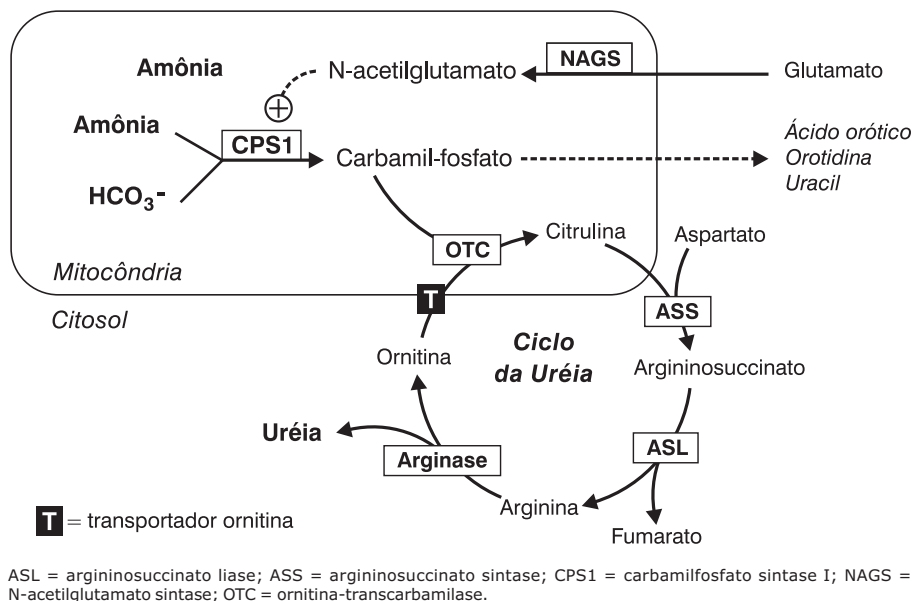 Amônia
N-acetilglutamato
NAGS
Glutamato
+
Amônia
CPS1
Carbamil-fosfato
HCO₃-
Ácido orótico
Orotidina
Uracil
OTC
Citrulina
Aspartato
Mitocôndria
T
ASS
Citosol
Ornitina
Ciclo
da Uréia
Argininosuccinato
Uréia
Arginase
ASL
Arginina
T = transportador ornitina
Fumarato
ASL = argininosuccinato liase; ASS = argininosuccinato sintase; CPS1 = carbamilfosfato sintase I; NAGS =
N-acetilglutamato sintase; OTC = ornitina-transcarbamilase.